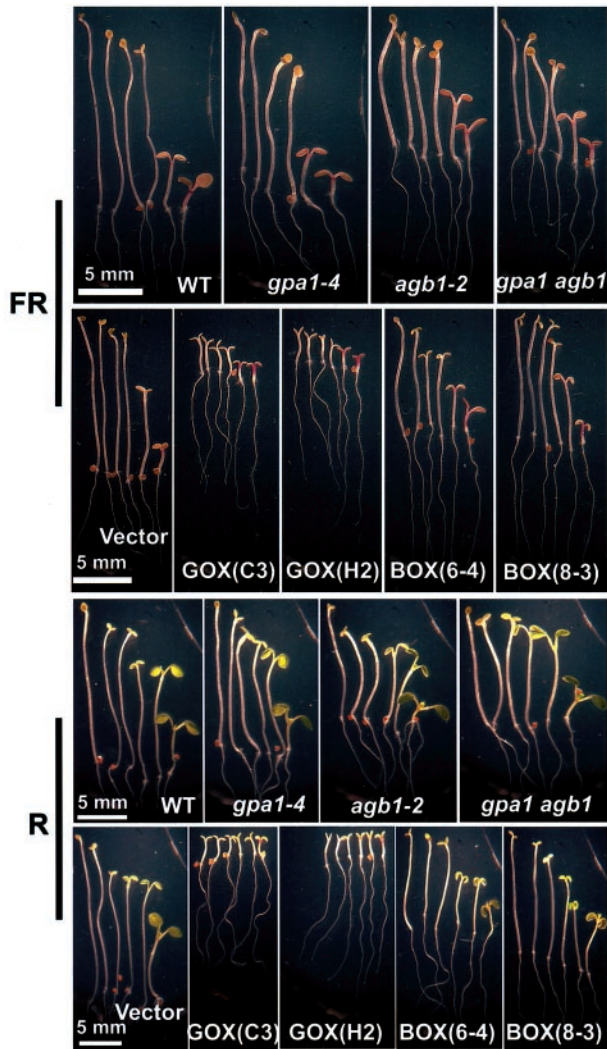 FR
5 mm
WT
gpa1-4
agb1-2
gpa1 agb1
5 mm
Vector
GOX(C3)
GOX(H2)
BOX(6-4)
BOX(8-3)
R
5 mm
WT
gpa1-4
agb1-2
gpa1 agb1
5 mm
Vector
GOX(C3)
GOX(H2)
BOX(6-4)
BOX(8-3)